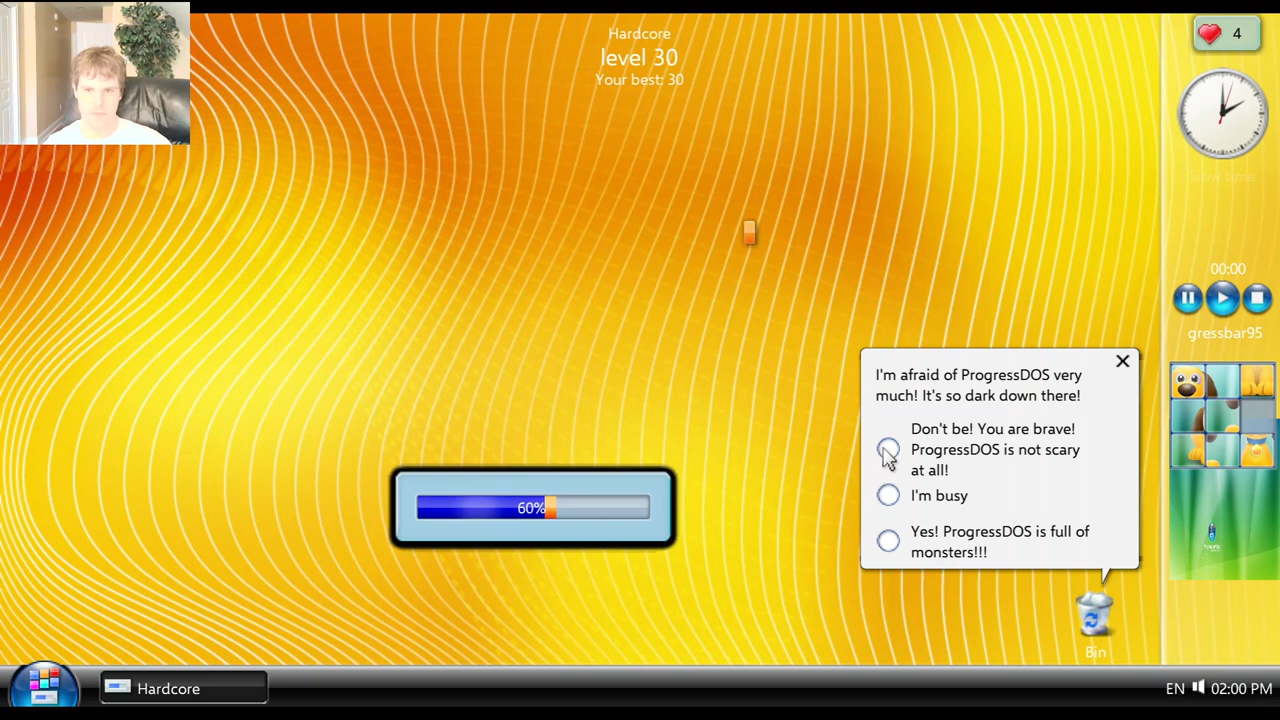 Hardcore
level 30
Your best: 30
4
Slow time
00:00
gressbar95
I'm afraid of ProgressDOS very
much! It's so dark down there!
Don't be! You are brave!
ProgressDOS is not scary
at all!
I'm busy
Yes! ProgressDOS is full of
monsters!!!
60%
Bin
Hardcore
EN 02:00 PM